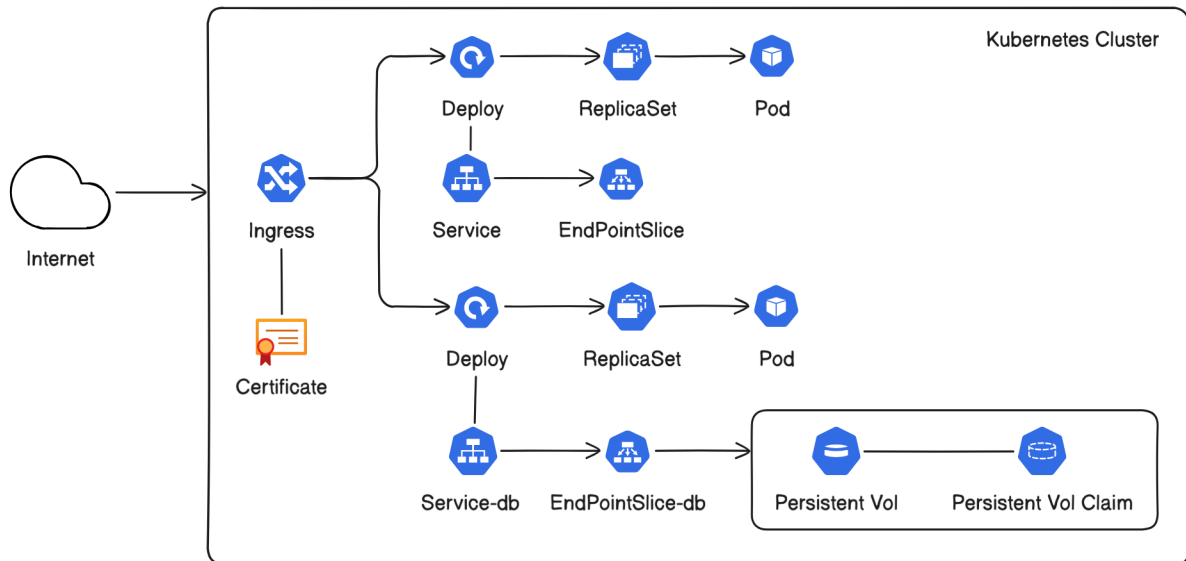 Kubernetes Cluster
Deploy
ReplicaSet
Pod
Internet
Ingress
Service
EndPointSlice
Certificate
Deploy
ReplicaSet
Pod
Service-db
EndPointSlice-db
Persistent Vol
Persistent Vol Claim